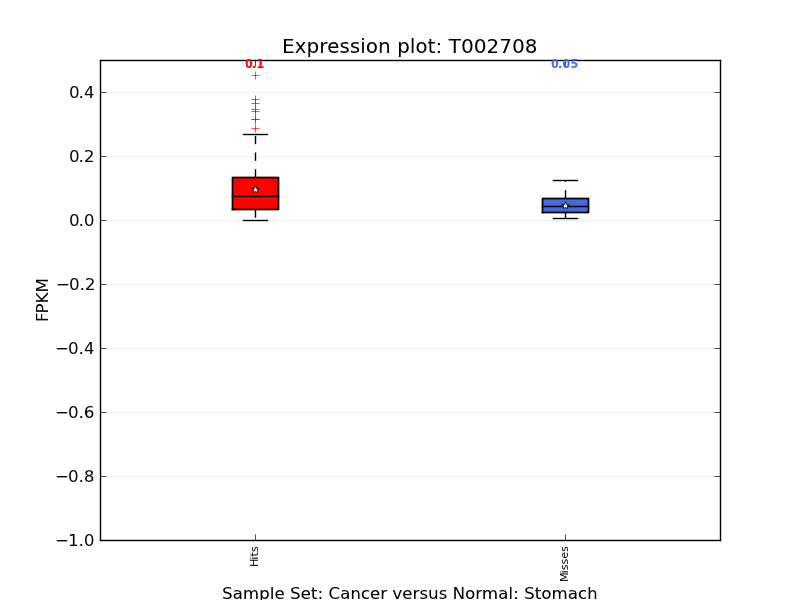 Expression plot: T002708
0.1
0.05
0.4
0.2
0.0
−0.2
−0.4
−0.6
−0.8
−1.0
FPKM
Hits
Misses
Sample Set: Cancer versus Normal: Stomach